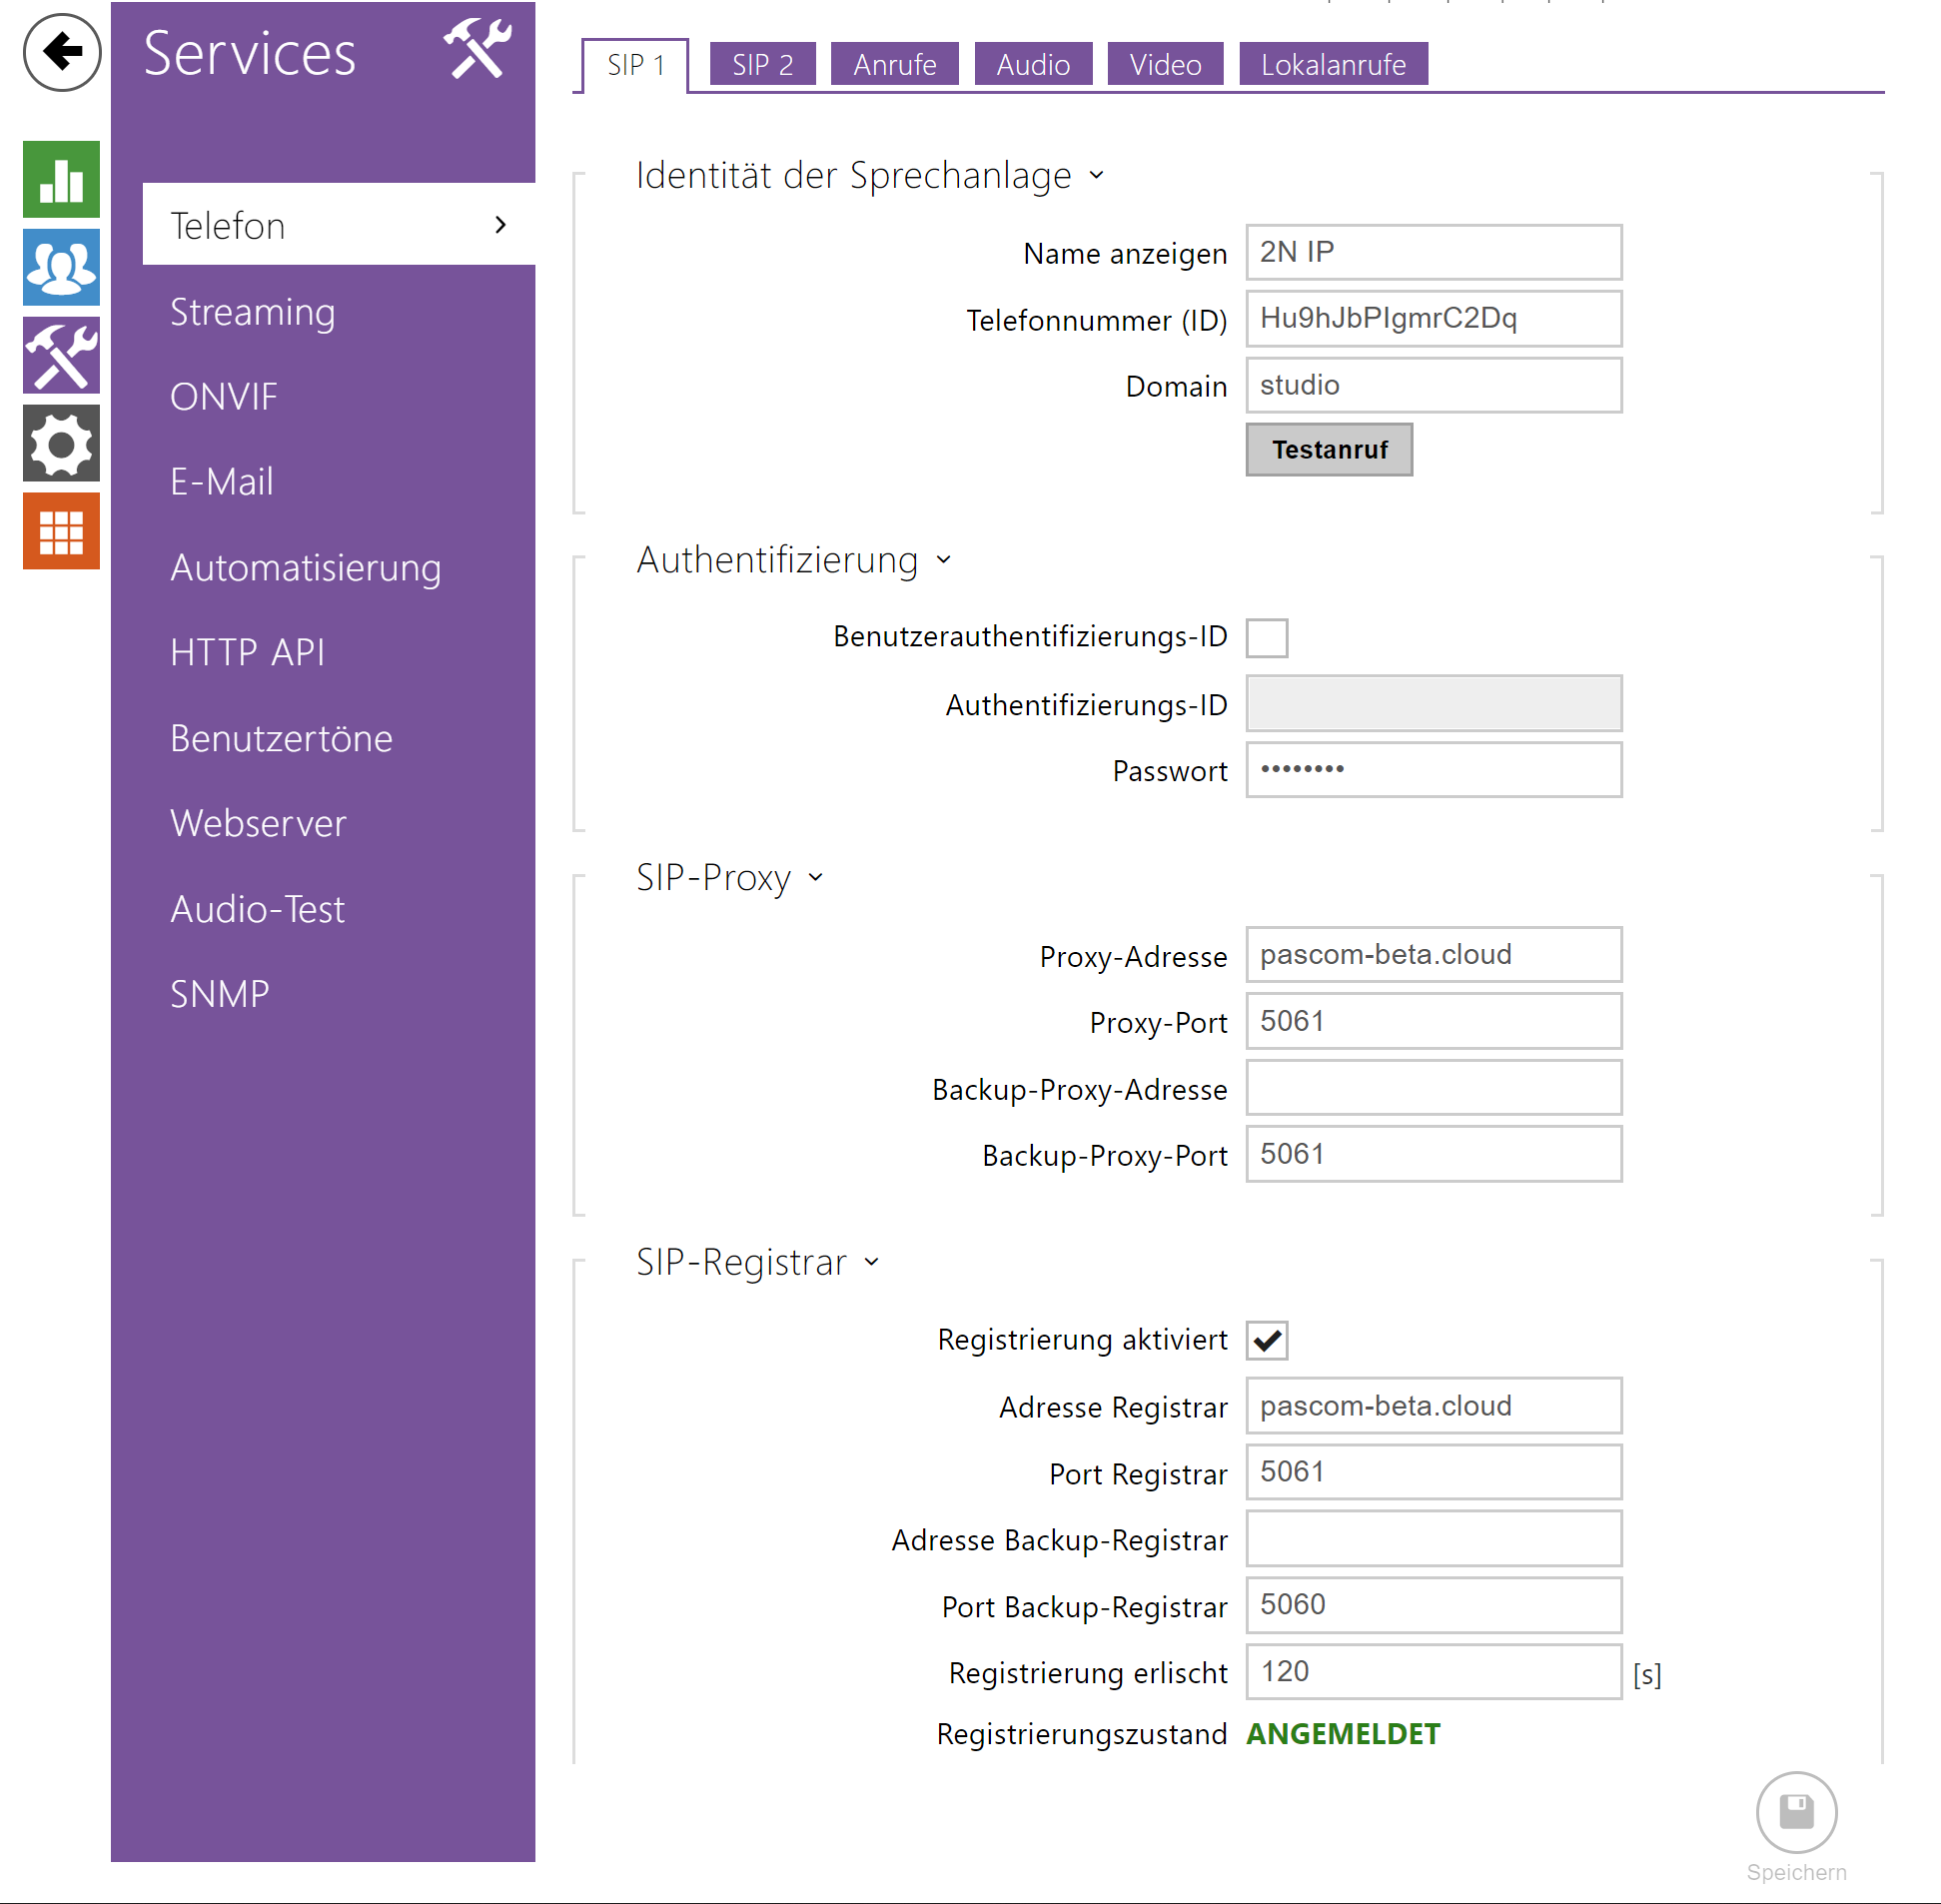 Services
SIP 1
SIP 2
Anrufe
Audio
Video
Lokalanrufe
Telefon
Streaming
ONVIF
E-Mail
Automatisierung
HTTP API
Benutzertöne
Webserver
Audio-Test
SNMP
Identität der Sprechanlage
Name anzeigen 2N IP
Telefonnummer (ID) Hu9hJbPIgmrC2Dq
Domain studio
Testanruf
Authentifizierung
Benutzerauthentifizierungs-ID
Authentifizierungs-ID
Passwort ••••••••
SIP-Proxy
Proxy-Adresse pascom-beta.cloud
Proxy-Port 5061
Backup-Proxy-Adresse
Backup-Proxy-Port 5061
SIP-Registrar
Registrierung aktiviert
Adresse Registrar pascom-beta.cloud
Port Registrar 5061
Adresse Backup-Registrar
Port Backup-Registrar 5060
Registrierung erlischt 120 [s]
Registrierungszustand ANGEMELDET
Speichern